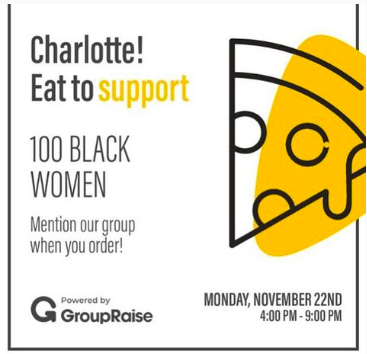 Charlotte!
Eat to support
100 BLACK
WOMEN
Mention our group
when you order!
Powered by
GroupRaise
MONDAY, NOVEMBER 22ND
4:00 PM - 9:00 PM